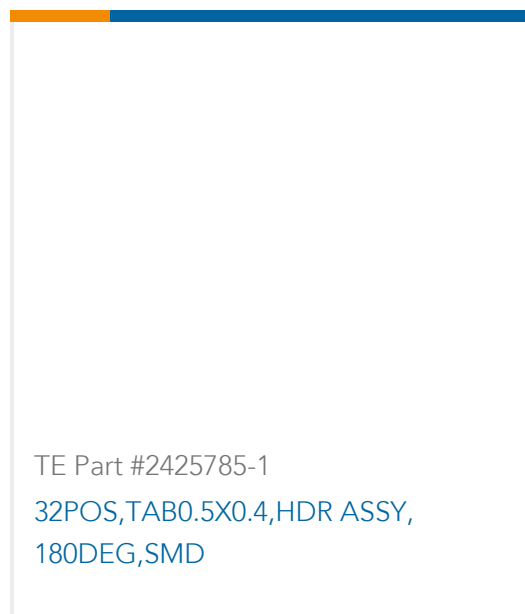 TE Part #2425785-1
32POS,TAB0.5X0.4,HDR ASSY,
180DEG,SMD